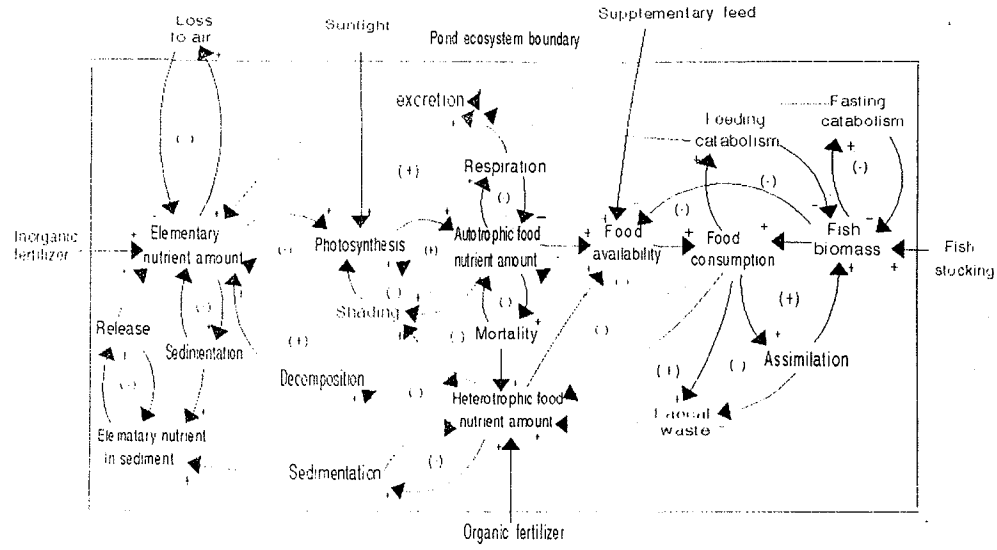 Loss
to air
Sunlight
Pond ecosystem boundary
Supplementary feed
excretion
Feeding
catabolism
Fasting
catabolism
(-)
(+)
Respiration
(-)
(-)
(-)
(-)
Inorganic
fertilizer
Elementary
nutrient amount
(-)
Photosynthesis
(+)
Autotrophic food
nutrient amount
Food
availability
Food
consumption
Fish
biomass
Fish
stocking
Release
(-)
Sedimentation
(-)
Shading
(-)
(-)
Mortality
(-)
(-)
(+)
Assimilation
(+)
(-)
(+)
(-)
Decomposition
(-)
Heterotrophic food
nutrient amount
Faecal
waste
Elematary nutrient
in sediment
Sedimentation
(-)
Organic fertilizer